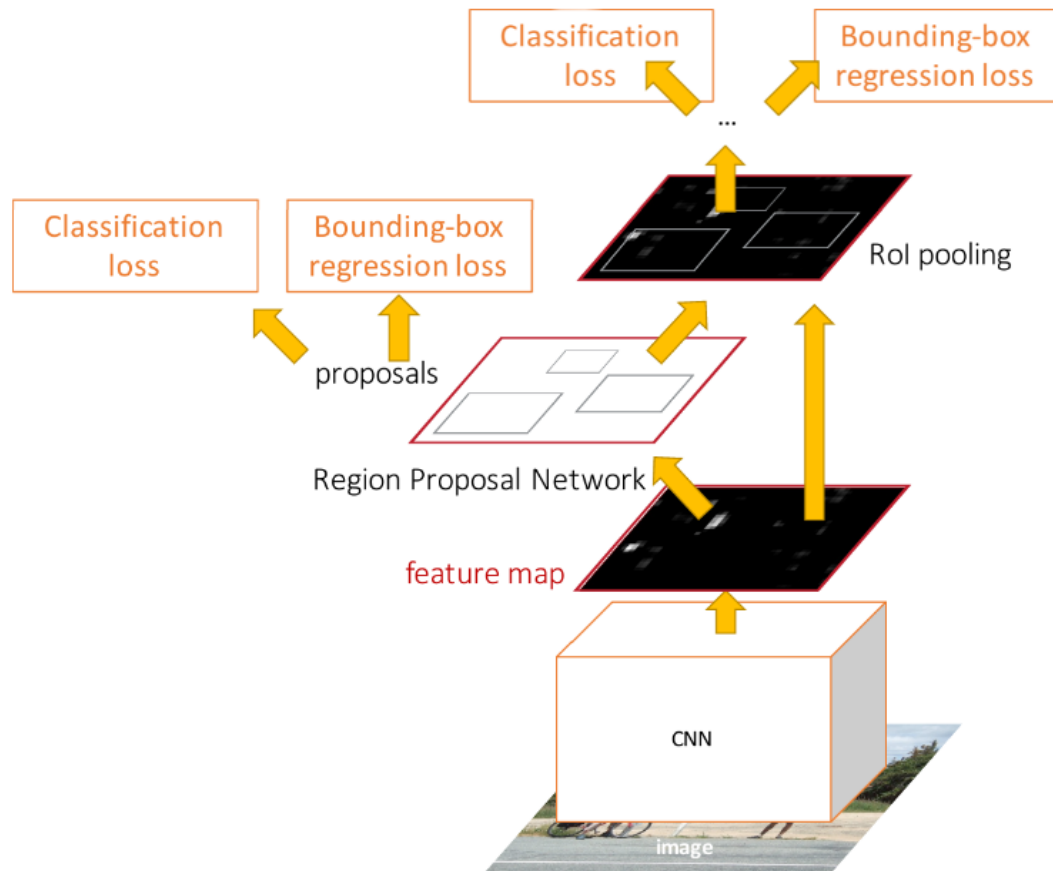 Classification
loss
Bounding-box
regression loss
...
RoI pooling
Classification
loss
Bounding-box
regression loss
proposals
Region Proposal Network
feature map
CNN
image